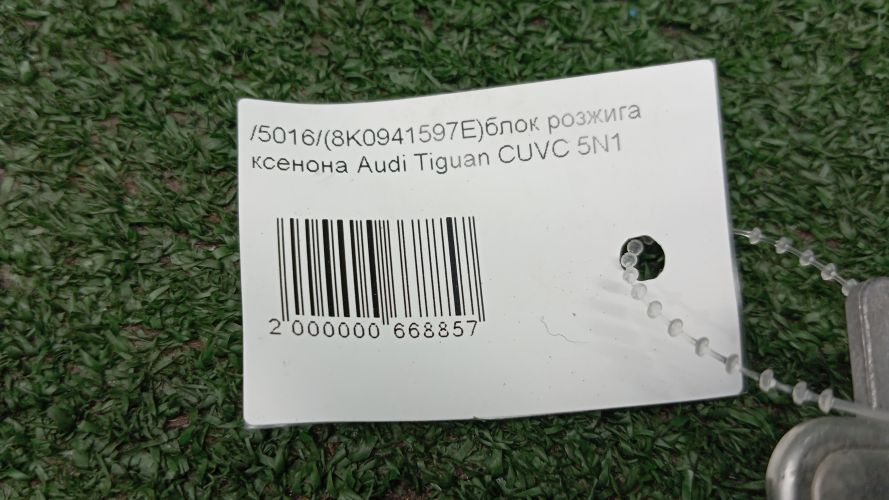 /5016/(8K0941597E)блок розжига
ксенона Audi Tiguan CUVC 5N1
2 000000 668857